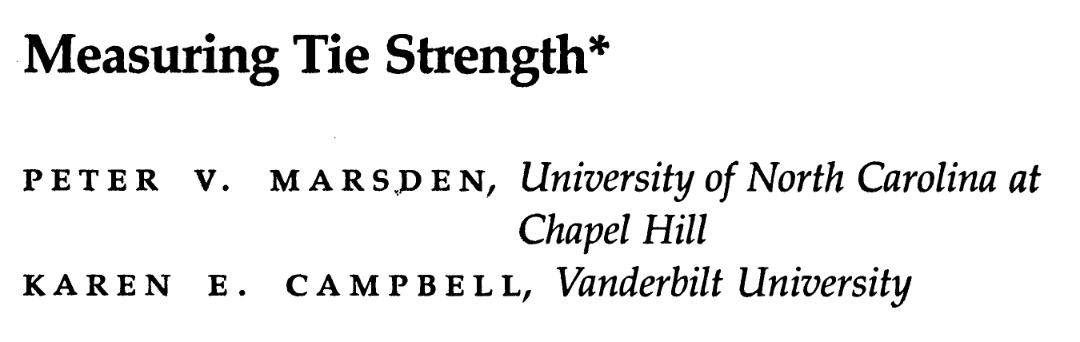 Measuring Tie Strength*
PETER V. MARSDEN, University of North Carolina at
Chapel Hill
KAREN E. CAMPBELL, Vanderbilt University